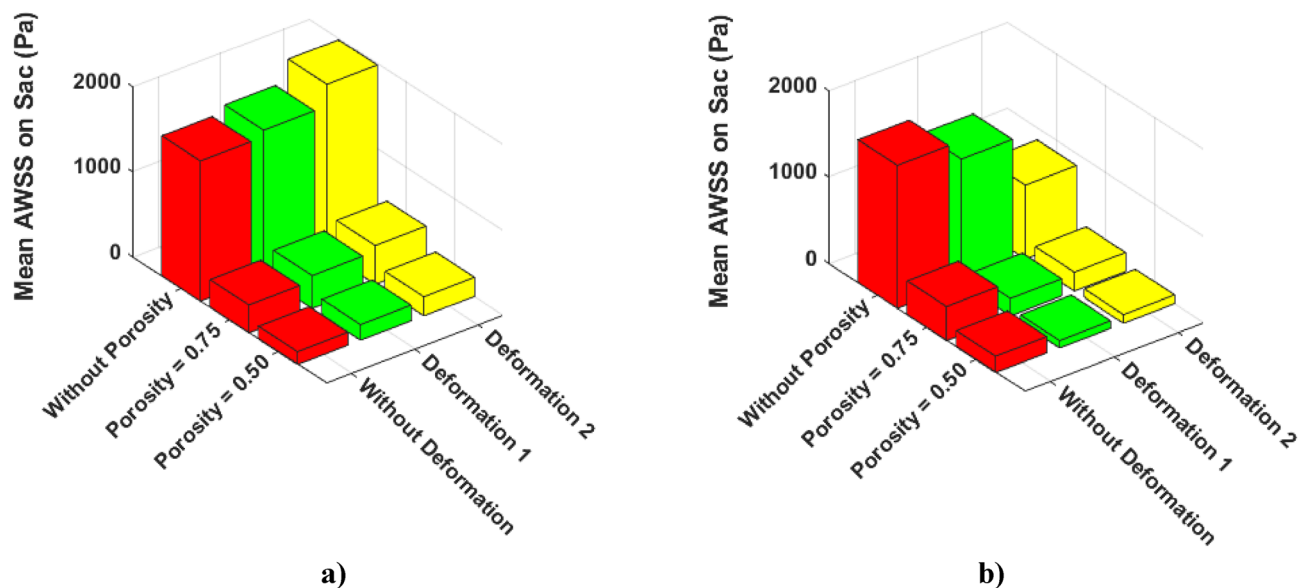 Mean AWSS on Sac (Pa)
2000
1000
0
Without Porosity
Porosity = 0.75
Porosity = 0.50
Without Deformation
Deformation 1
Deformation 2
a)
Mean AWSS on Sac (Pa)
2000
1000
0
Without Porosity
Porosity = 0.75
Porosity = 0.50
Without Deformation
Deformation 1
Deformation 2
b)